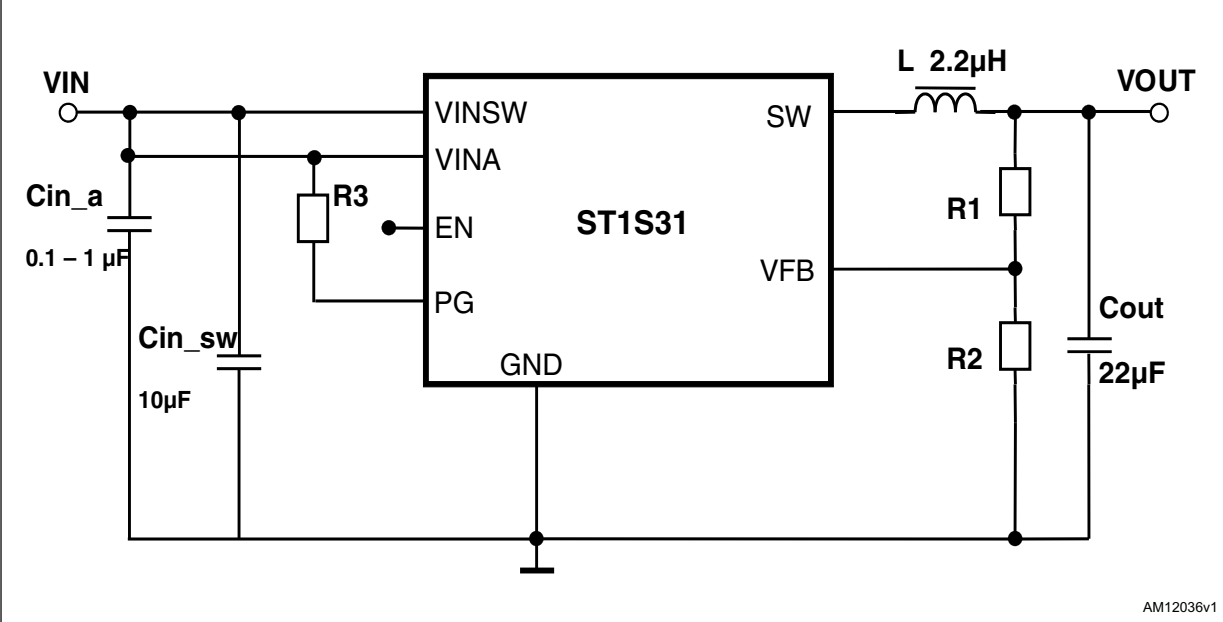 L 2.2µH
VIN
VOUT
VINSW
SW
VINA
Cin_a
R3
R1
EN
ST1S31
0.1 – 1 µF
VFB
PG
Cout
Cin_sw
GND
R2
22µF
10µF
AM12036v1